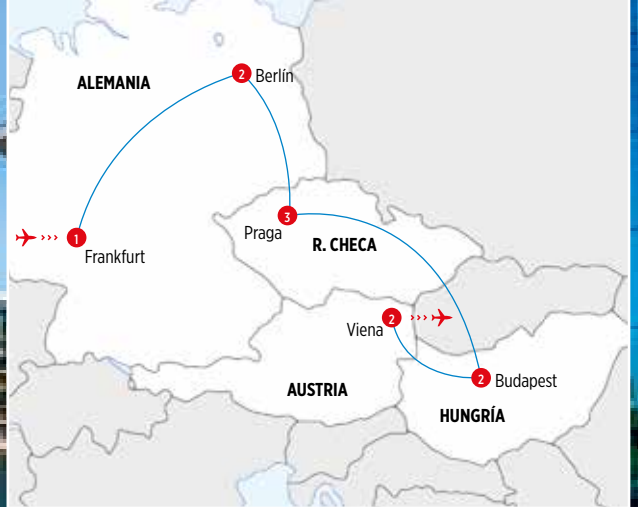 ALEMANIA
2 Berlín
1
Frankfurt
3
Praga
R. CHECA
Viena 2
2 Budapest
AUSTRIA
HUNGRÍA